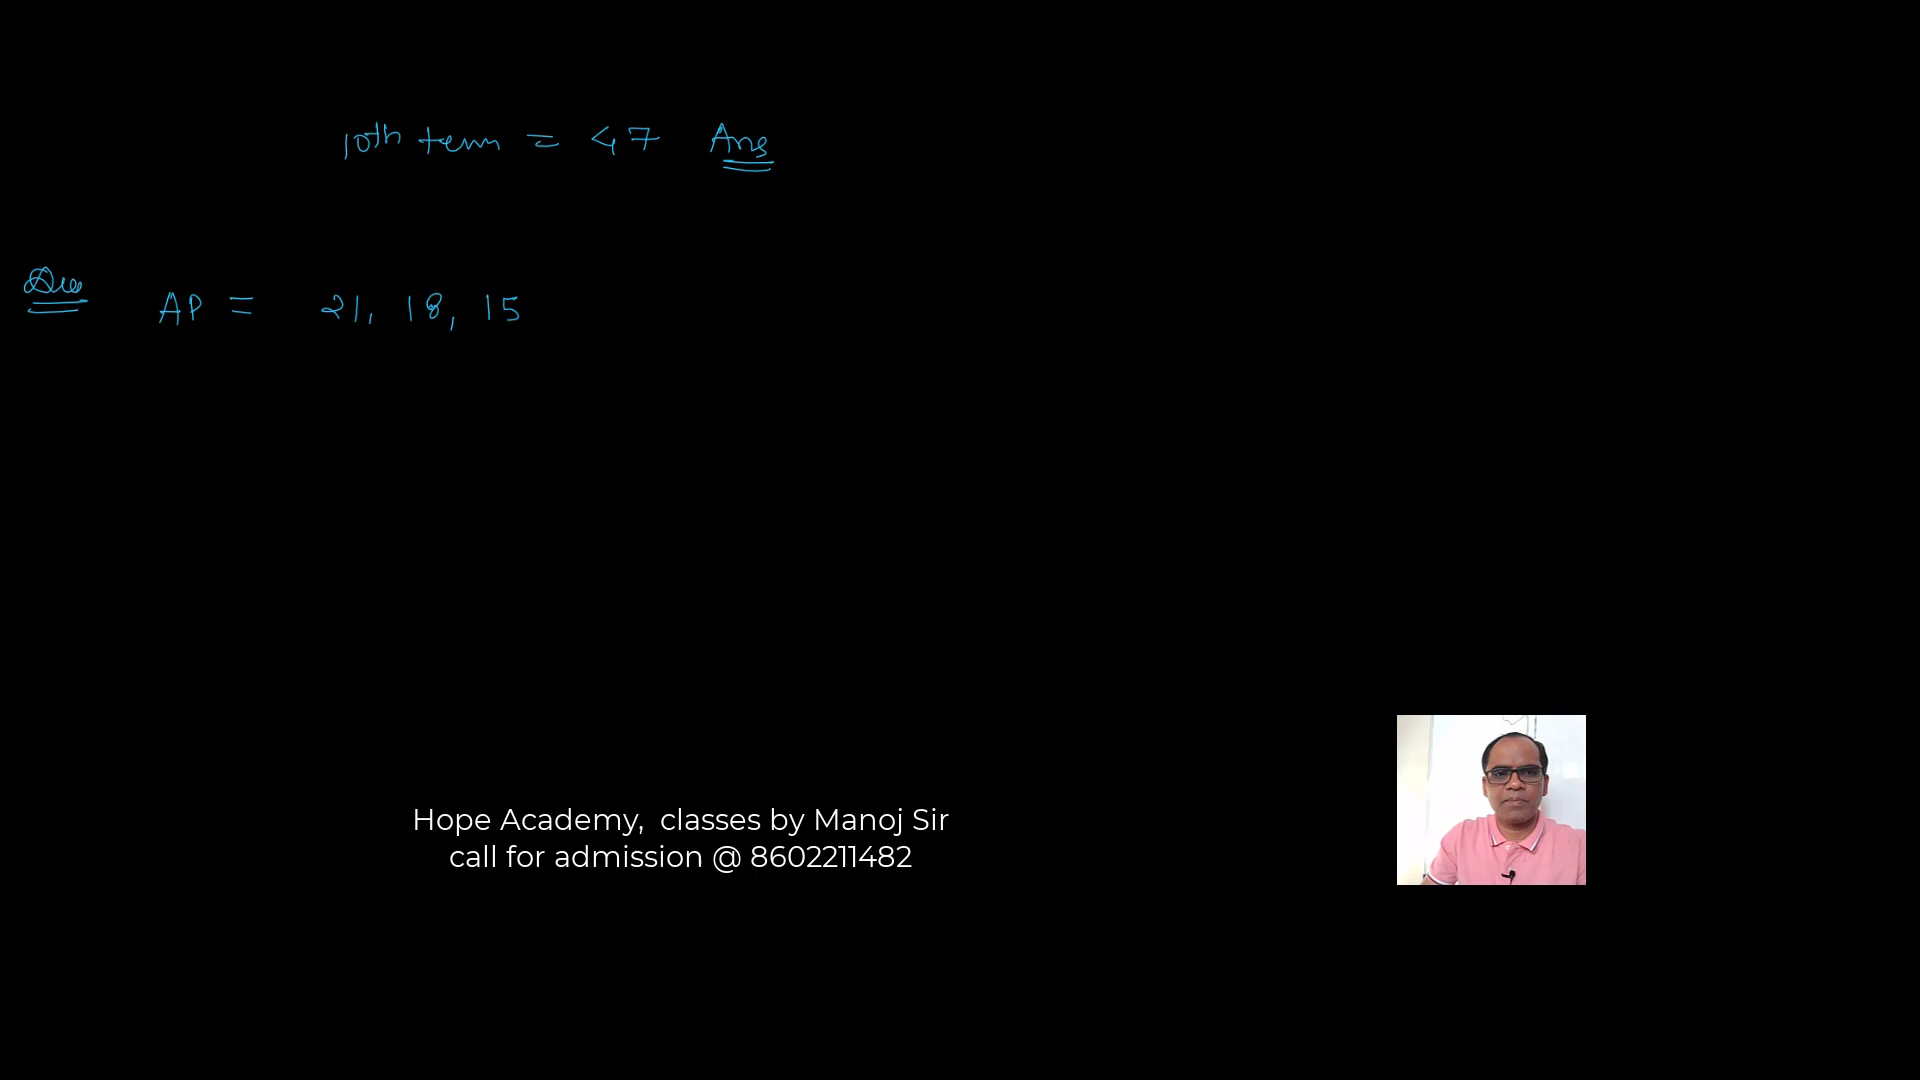 10th term = 47 Ans
Que
AP = 21, 18, 15
Hope Academy, classes by Manoj Sir
call for admission @ 8602211482